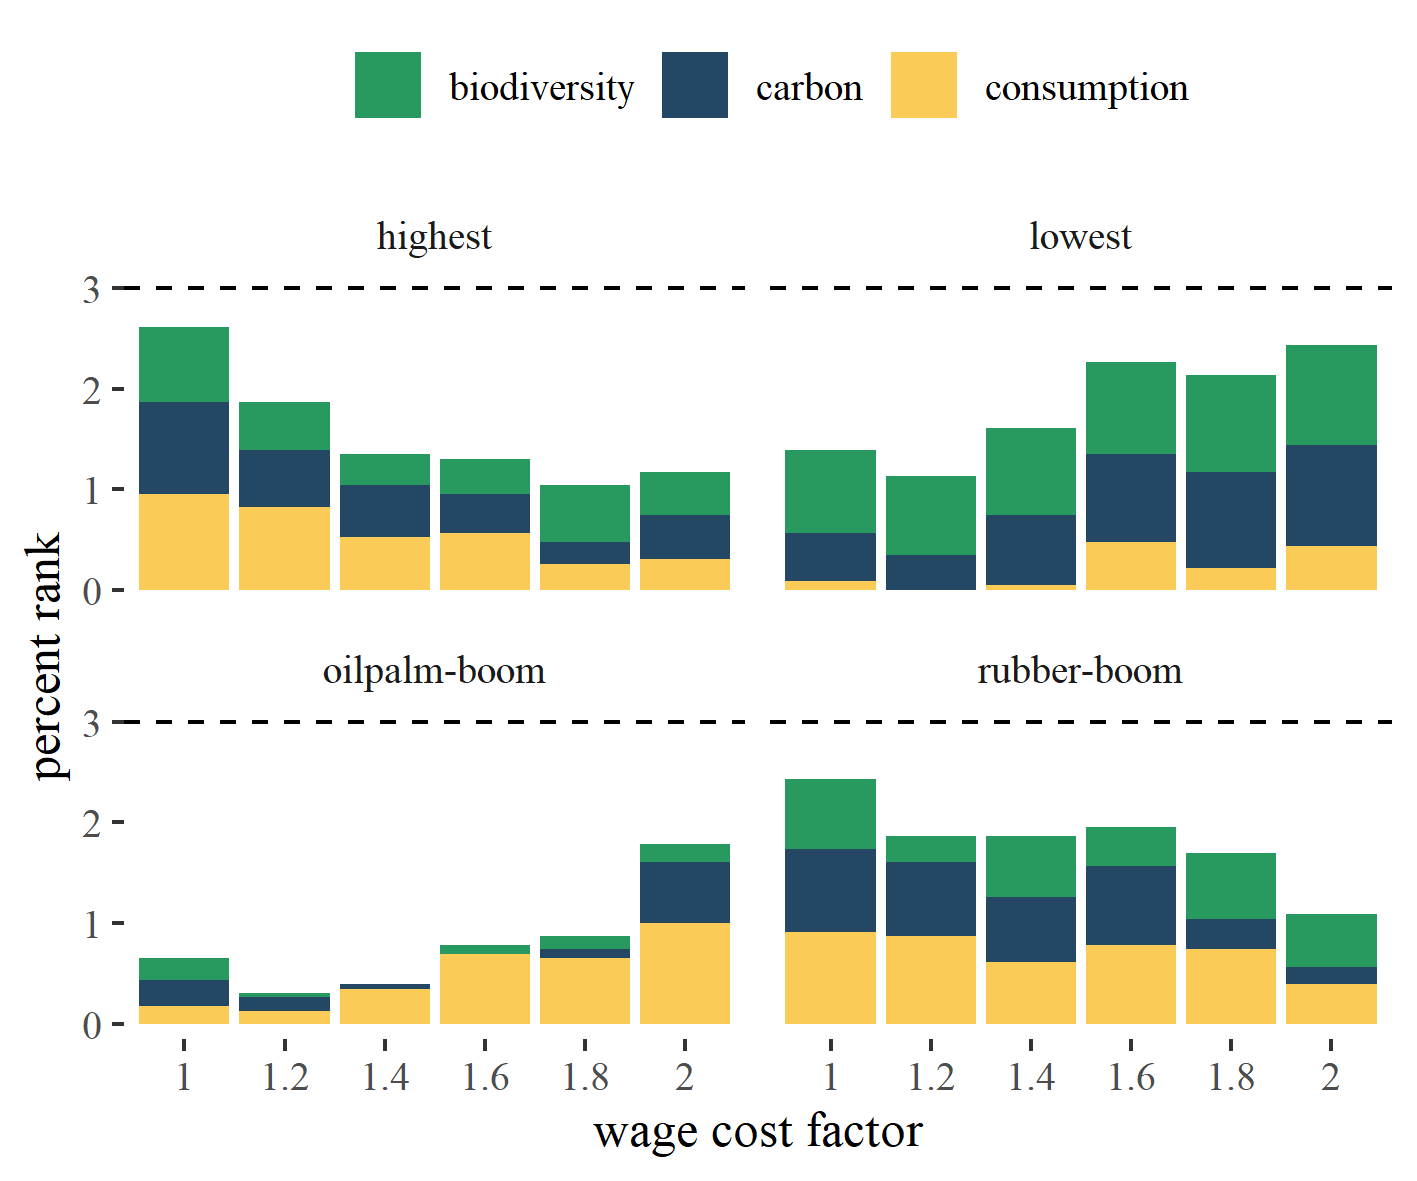 biodiversity carbon consumption
highest lowest
3
2
1
0
oilpalm-boom rubber-boom
3
2
1
0
percent rank
1 1.2 1.4 1.6 1.8 2 1 1.2 1.4 1.6 1.8 2
wage cost factor